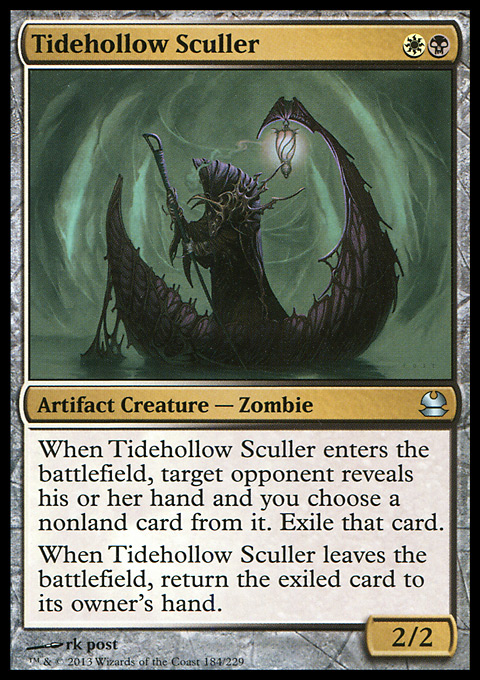 Tidehollow Sculler
Artifact Creature — Zombie
When Tidehollow Sculler enters the
battlefield, target opponent reveals
his or her hand and you choose a
nonland card from it. Exile that card.
When Tidehollow Sculler leaves the
battlefield, return the exiled card to
its owner's hand.
rk post
2/2
™ & © 2013 Wizards of the Coast 184/229